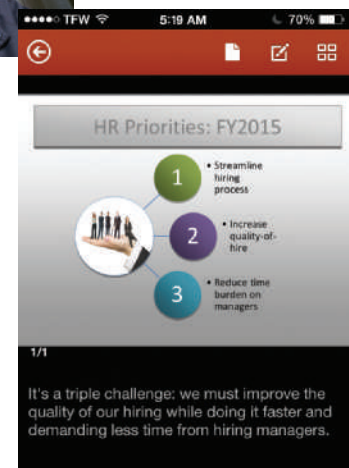 TFW 5:19 AM 70%
HR Priorities: FY2015
1
• Streamline
hiring
process
2
• Increase
quality-of-
hire
3
• Reduce time
burden on
managers
1/1
It's a triple challenge: we must improve the
quality of our hiring while doing it faster and
demanding less time from hiring managers.